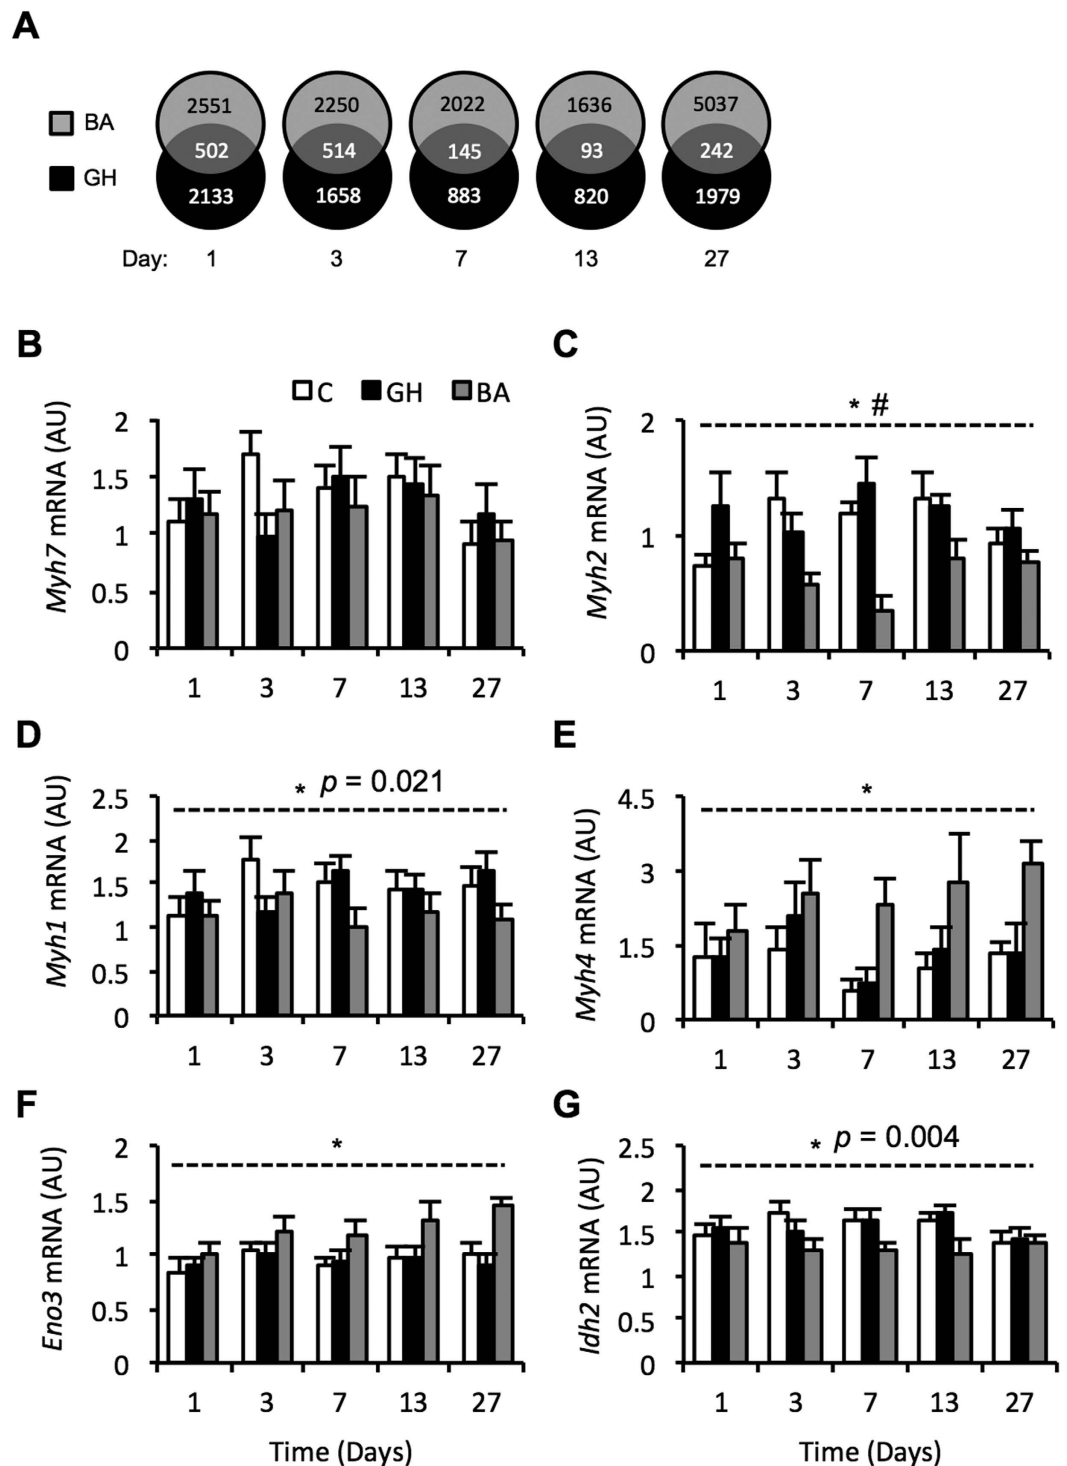 A
BA
GH
2551 2250 2022 1636 5037
502 514 145 93 242
2133 1658 883 820 1979
Day: 1 3 7 13 27
B
C GH BA
Myh7 mRNA (AU)
2
1.5
1
0.5
0
1 3 7 13 27
C
* #
Myh2 mRNA (AU)
2
1
0
1 3 7 13 27
D
* p = 0.021
Myh1 mRNA (AU)
2.5
2
1.5
1
0.5
0
1 3 7 13 27
E
*
Myh4 mRNA (AU)
4.5
3
1.5
0
1 3 7 13 27
F
*
Eno3 mRNA (AU)
2
1.5
1
0.5
0
1 3 7 13 27
Time (Days)
G
* p = 0.004
Idh2 mRNA (AU)
2.5
2
1.5
1
0.5
0
1 3 7 13 27
Time (Days)